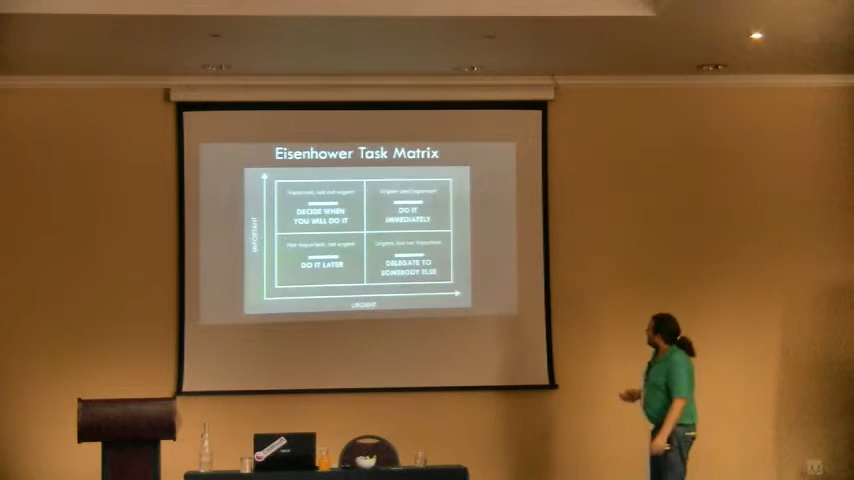 Eisenhower Task Matrix
Important, but not urgent
DECIDE WHEN
YOU WILL DO IT
Urgent and important
DO IT
IMMEDIATELY
Not important, not urgent
DO IT LATER
Urgent, but not important
DELEGATE TO
SOMEBODY ELSE
IMPORTANT
URGENT